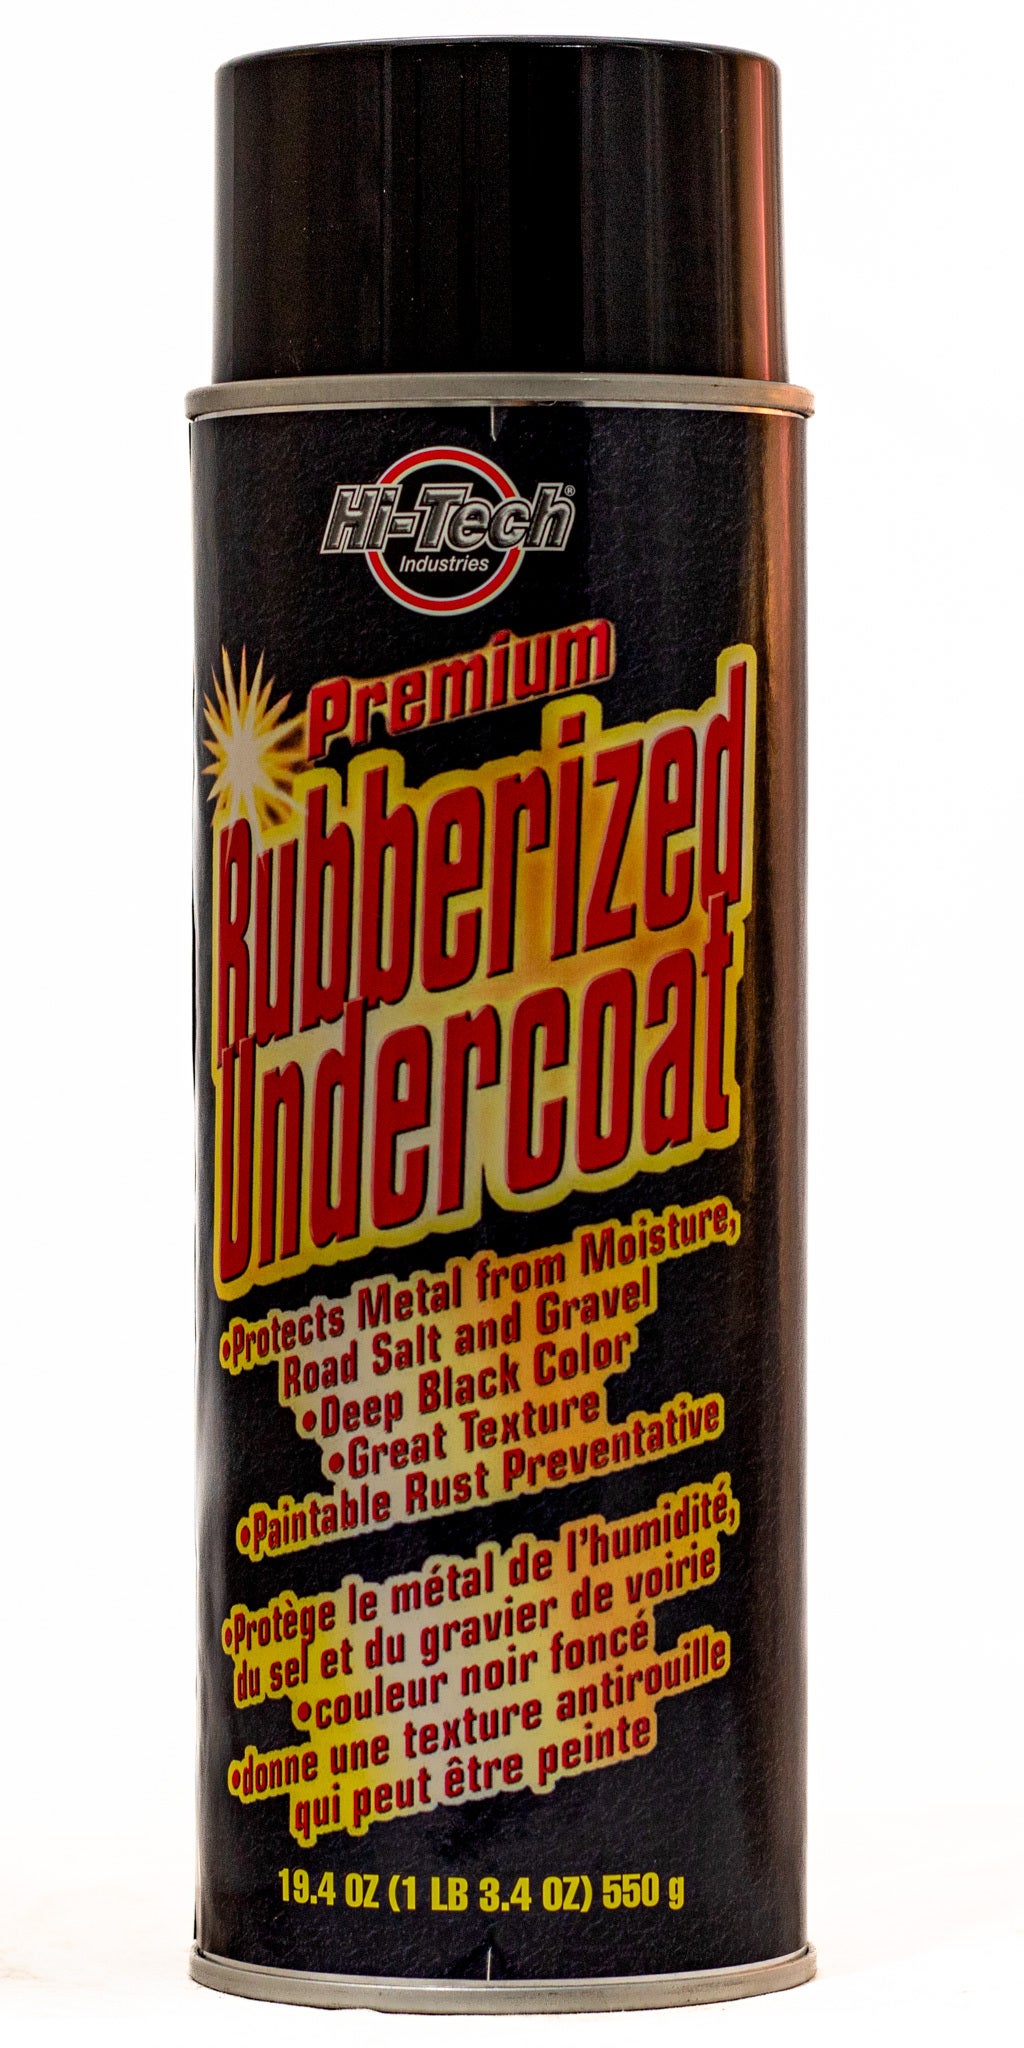 Hi-Tech®
Industries
Premium
Rubberized
Undercoat
•Protects Metal from Moisture,
Road Salt and Gravel
•Deep Black Color
•Great Texture
•Paintable Rust Preventative
•Protège le métal de l'humidité,
du sel et du gravier de voirie
•couleur noir foncé
•donne une texture antirouille
qui peut être peinte
19.4 OZ (1 LB 3.4 OZ) 550 g